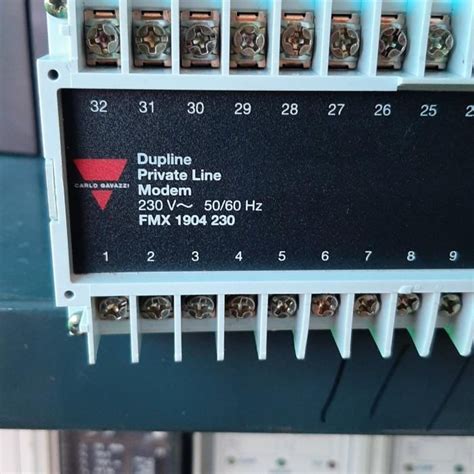 32 31 30 29 28 27 26 25
CARLO GAVAZZI
Dupline
Private Line
Modem
230 V~ 50/60 Hz
FMX 1904 230
1 2 3 4 5 6 7 8 9